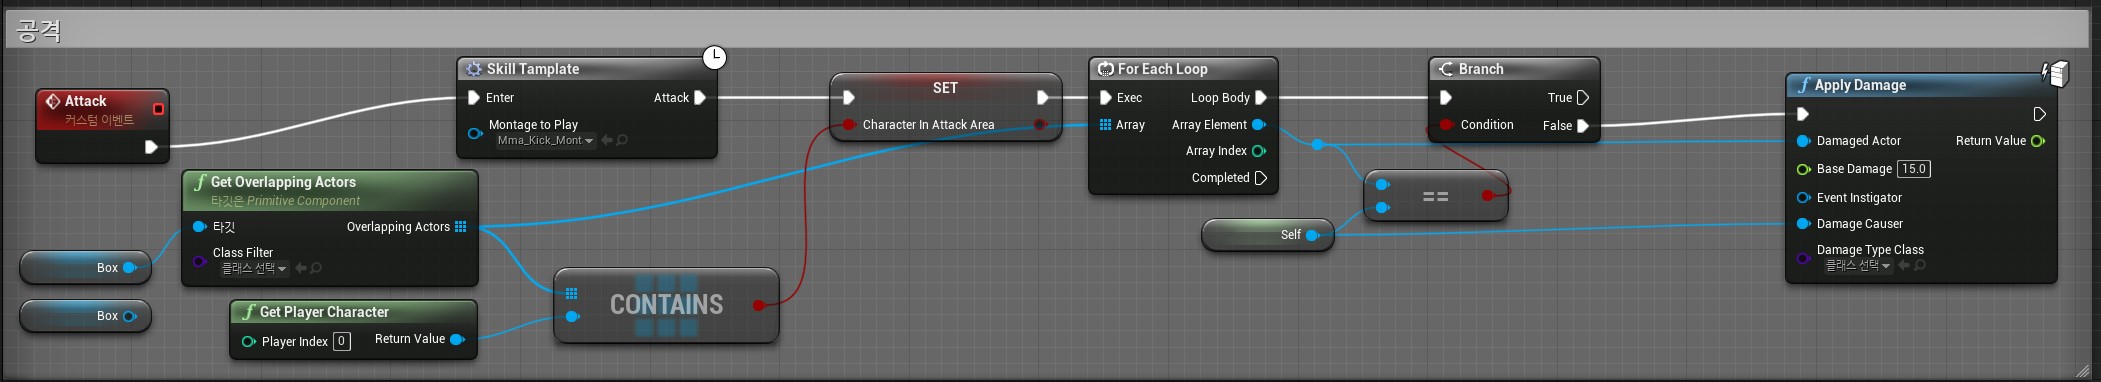 공격
Attack
커스텀 이벤트
Skill Tamplate
Enter
Attack
Montage to Play
Mma_Kick_Mont
SET
Character In Attack Area
For Each Loop
Exec
Loop Body
Array
Array Element
Array Index
Completed
Branch
True
Condition
False
Apply Damage
Damaged Actor
Return Value
Base Damage 15.0
Event Instigator
Damage Causer
Damage Type Class
클래스 선택
Get Overlapping Actors
타깃은 Primitive Component
타깃
Overlapping Actors
Class Filter
클래스 선택
Box
Box
Get Player Character
Player Index 0
Return Value
CONTAINS
==
Self